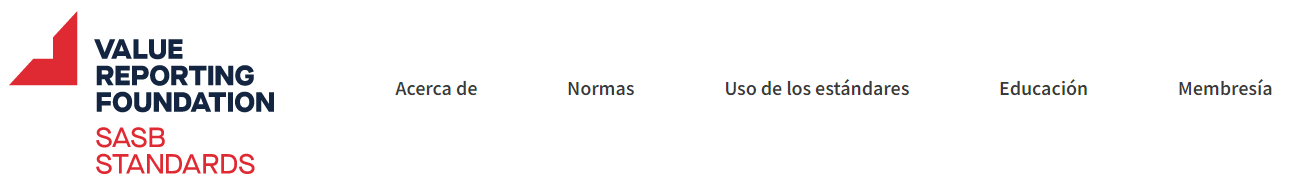 VALUE
REPORTING
FOUNDATION
SASB
STANDARDS
Acerca de
Normas
Uso de los estándares
Educación
Membresía